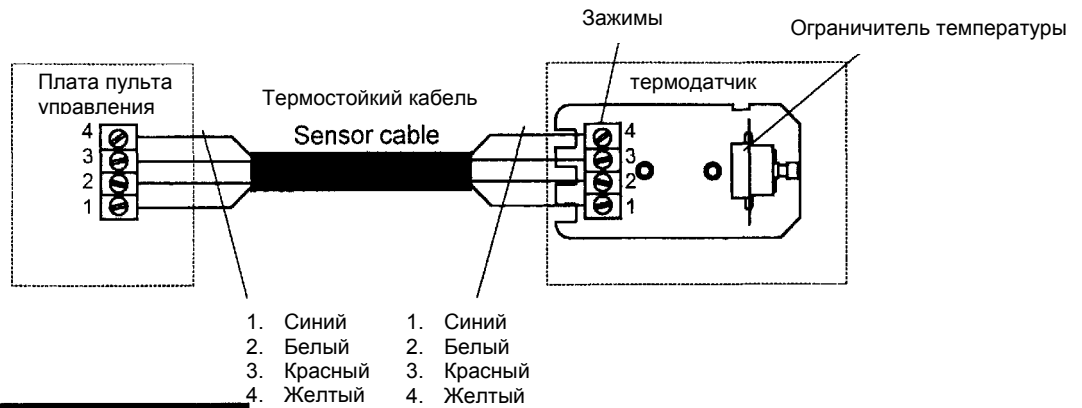 Зажимы
Ограничитель температуры
Плата пульта
управления
термодатчик
Термостойкий кабель
Sensor cable
4
3
2
1
4
3
2
1
1. Синий
2. Белый
3. Красный
4. Желтый
1. Синий
2. Белый
3. Красный
4. Желтый